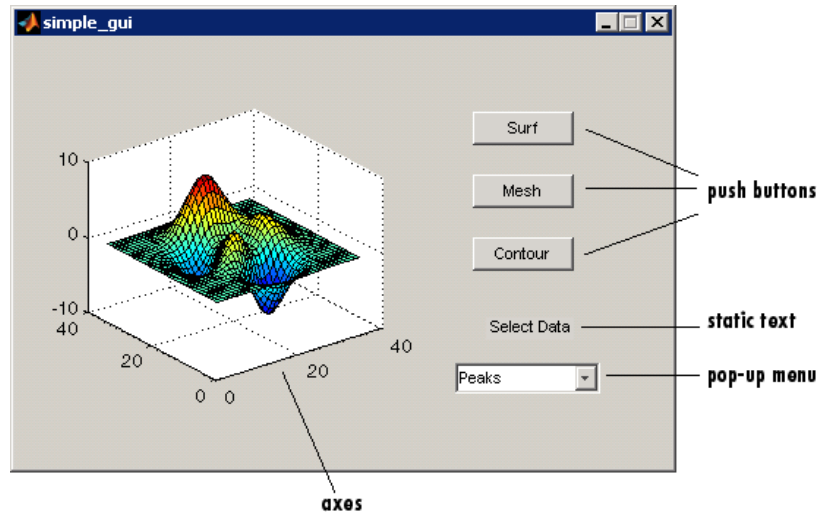 simple_gui
Surf
Mesh
push buttons
Contour
Select Data
static text
Peaks
pop-up menu
10
0
-10
40
20
0
0
20
40
axes